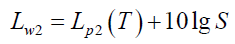 L_{w2} = L_{p2}(T) + 10 lg S